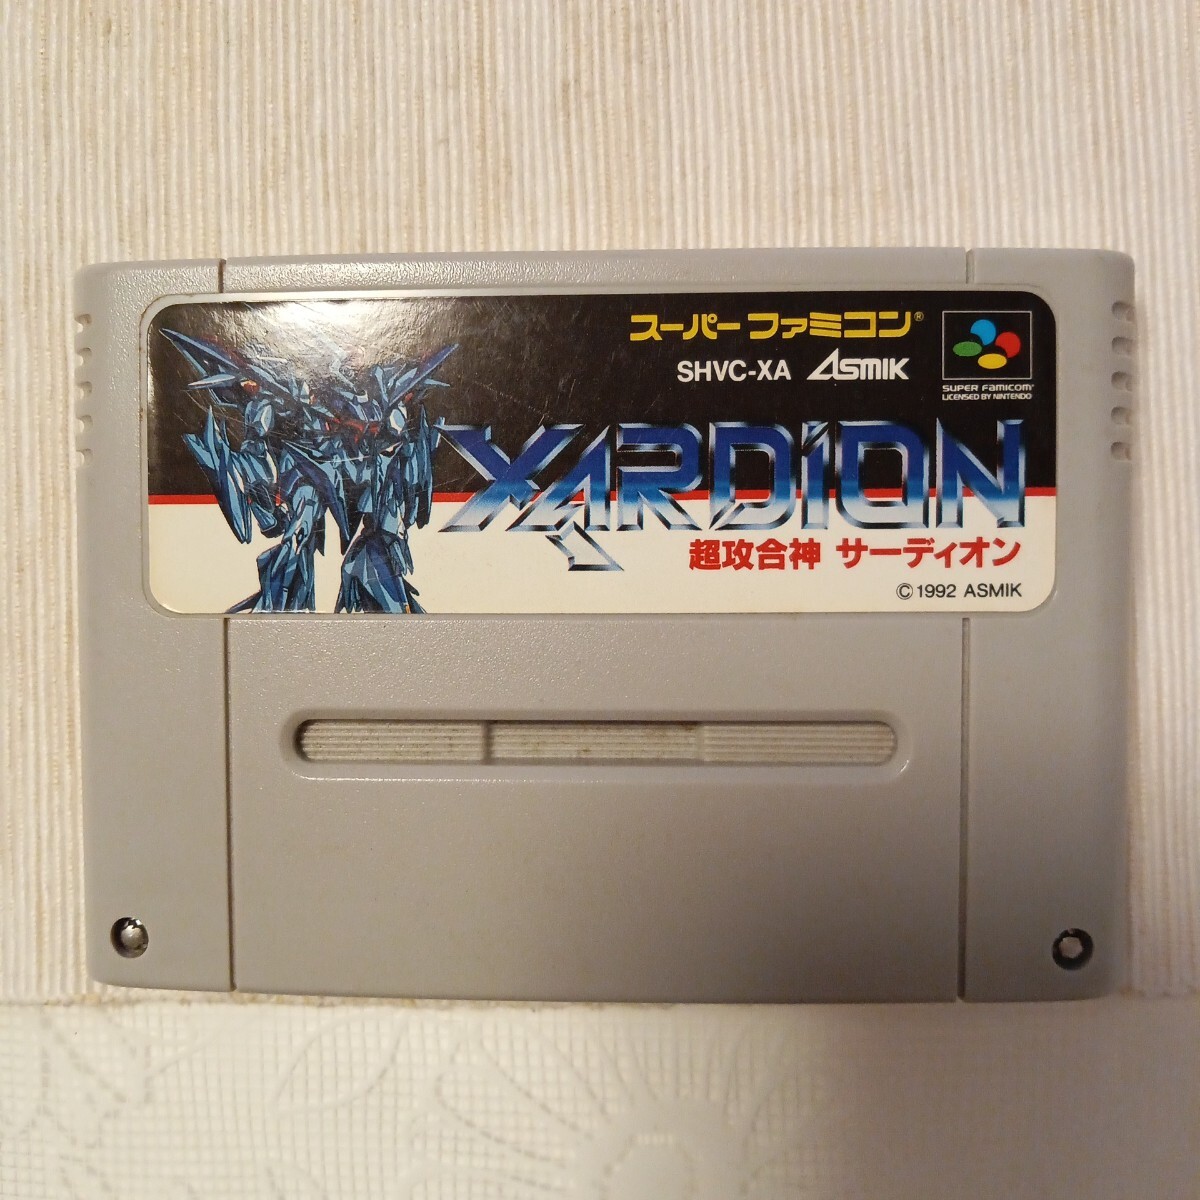 スーパーファミコン®
SHVC-XA ASMIK
SUPER FAMICOM
LICENSED BY NINTENDO
XARDION
超攻合神 サーディオン
©1992 ASMIK